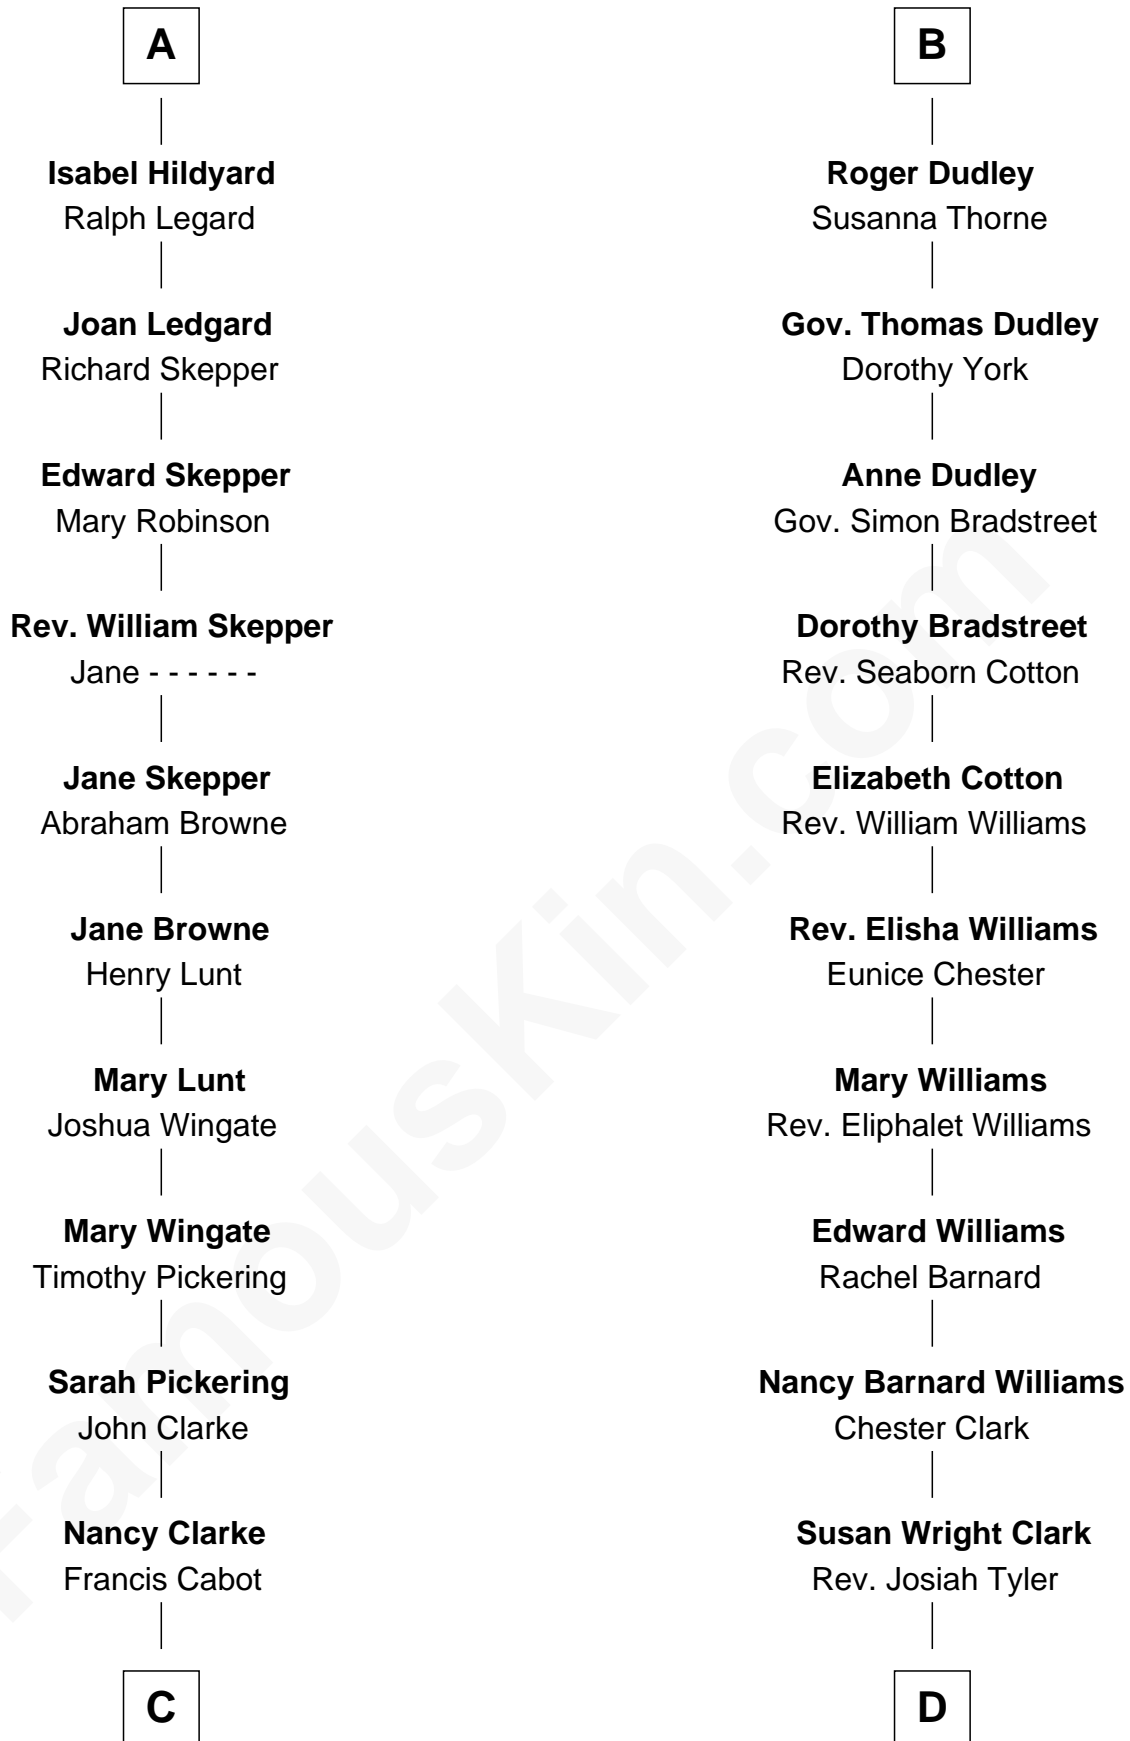 A
Isabel Hildyard
Ralph Legard
Joan Ledgard
Richard Skepper
Edward Skepper
Mary Robinson
Rev. William Skepper
Jane - - - - - -
Jane Skepper
Abraham Browne
Jane Browne
Henry Lunt
Mary Lunt
Joshua Wingate
Mary Wingate
Timothy Pickering
Sarah Pickering
John Clarke
Nancy Clarke
Francis Cabot
C
B
Roger Dudley
Susanna Thorne
Gov. Thomas Dudley
Dorothy York
Anne Dudley
Gov. Simon Bradstreet
Dorothy Bradstreet
Rev. Seaborn Cotton
Elizabeth Cotton
Rev. William Williams
Rev. Elisha Williams
Eunice Chester
Mary Williams
Rev. Eliphalet Williams
Edward Williams
Rachel Barnard
Nancy Barnard Williams
Chester Clark
Susan Wright Clark
Rev. Josiah Tyler
D
FamousKin.com